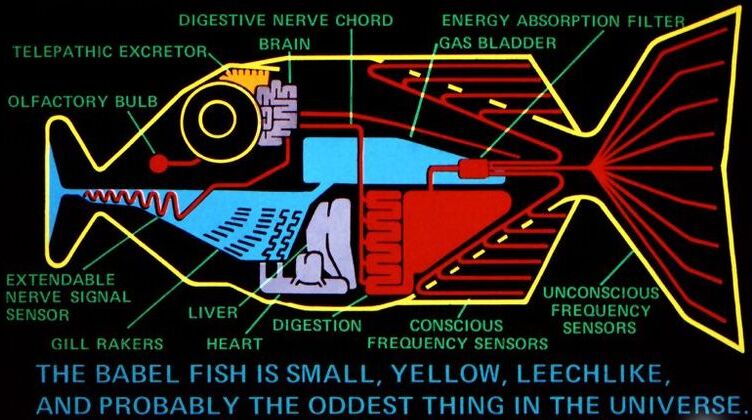 DIGESTIVE NERVE CHORD
ENERGY ABSORPTION FILTER
TELEPATHIC EXCRETOR
BRAIN
GAS BLADDER
OLFACTORY BULB
EXTENDABLE
NERVE SIGNAL
SENSOR
GILL RAKERS
LIVER
HEART
DIGESTION
CONSCIOUS
FREQUENCY SENSORS
UNCONSCIOUS
FREQUENCY
SENSORS
THE BABEL FISH IS SMALL, YELLOW, LEECHLIKE,
AND PROBABLY THE ODDEST THING IN THE UNIVERSE.